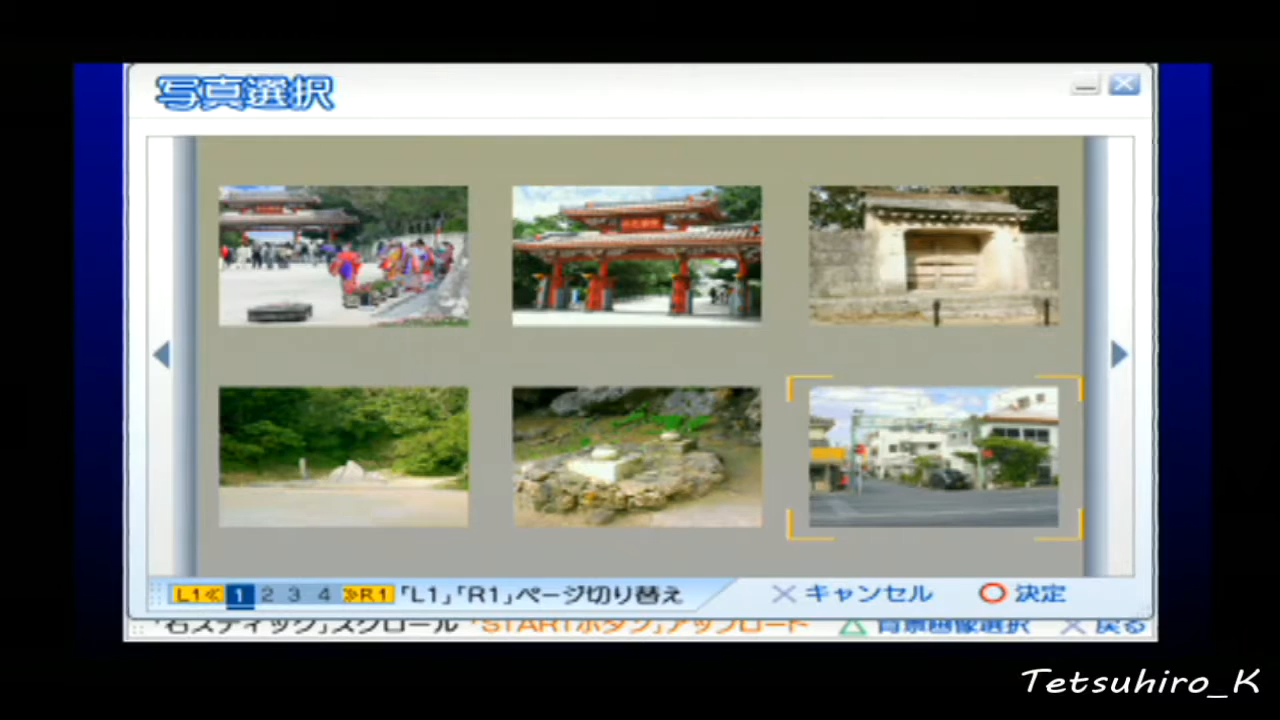 写真選択
L1≪ 1 2 3 4 ≫R1 「L1」「R1」ページ切り替え ×キャンセル ○決定
「右スティック」スクロール 「STARTボタン」アップロード △背景画像選択 ×戻る
Tetsuhiro_K